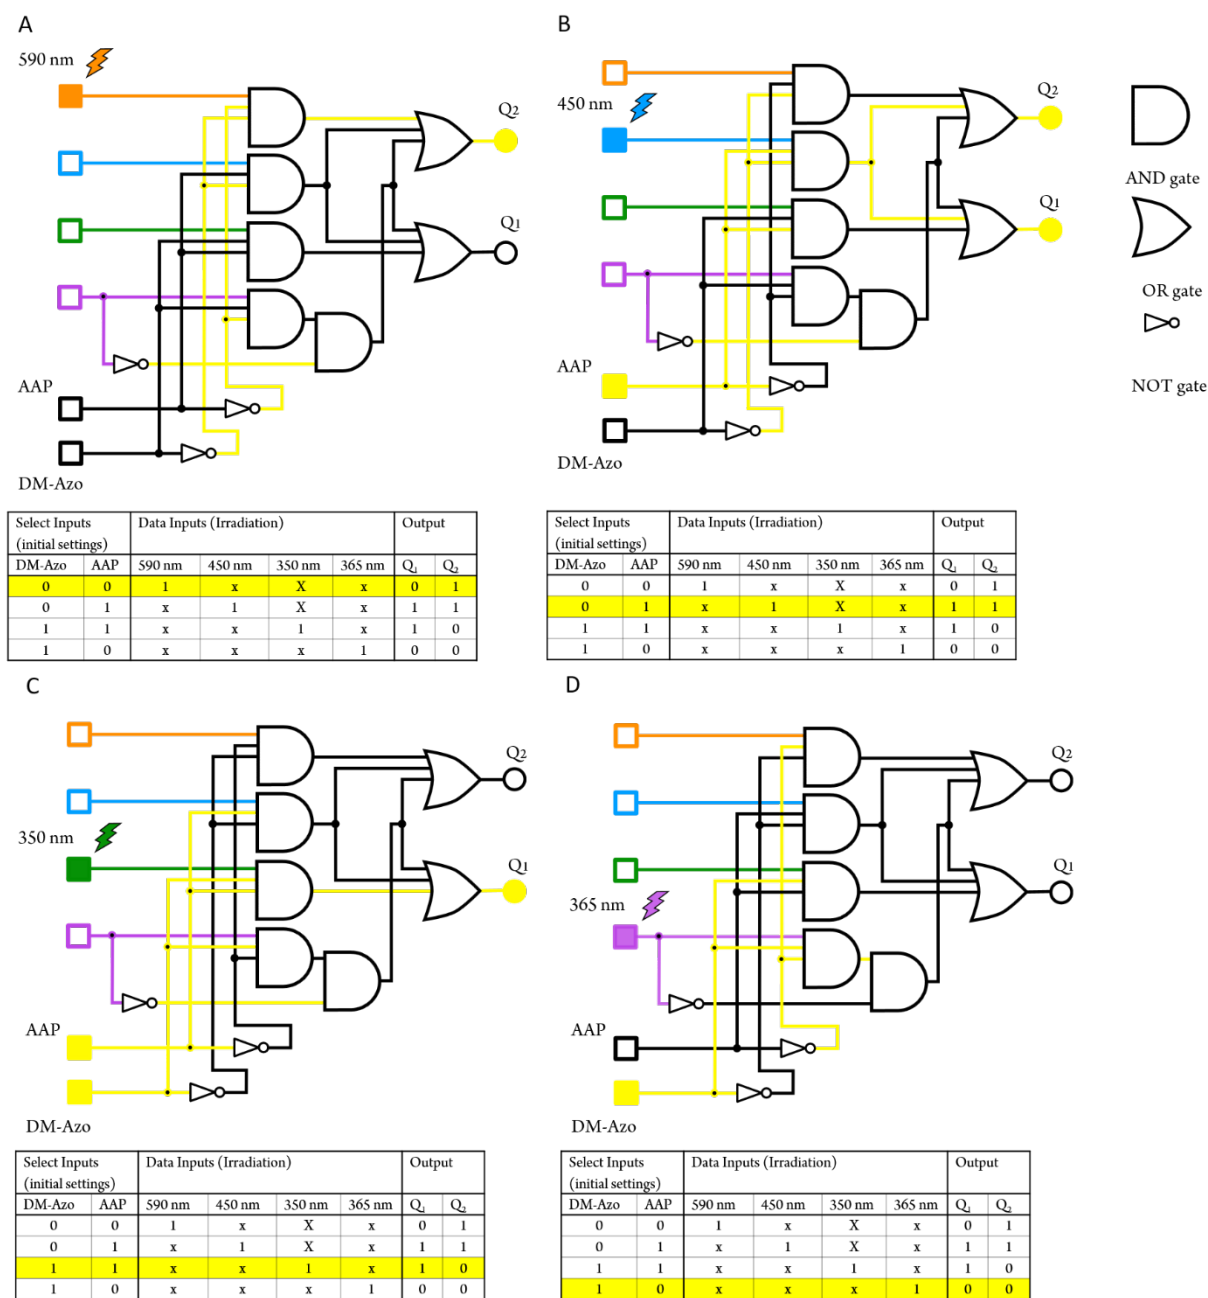 A
590 nm
Q2
Q1
AAP
DM-Azo
Select Inputs
(initial settings)
Data Inputs (Irradiation)
Output
DM-Azo AAP 590 nm 450 nm 350 nm 365 nm Q1 Q2
0 0 1 x X x 0 1
0 1 x 1 X x 1 1
1 1 x x 1 x 1 0
1 0 x x x 1 0 0
B
450 nm
Q2
Q1
AAP
DM-Azo
AND gate
OR gate
NOT gate
Select Inputs
(initial settings)
Data Inputs (Irradiation)
Output
DM-Azo AAP 590 nm 450 nm 350 nm 365 nm Q1 Q2
0 0 1 x X x 0 1
0 1 x 1 X x 1 1
1 1 x x 1 x 1 0
1 0 x x x 1 0 0
C
350 nm
Q2
Q1
AAP
DM-Azo
Select Inputs
(initial settings)
Data Inputs (Irradiation)
Output
DM-Azo AAP 590 nm 450 nm 350 nm 365 nm Q1 Q2
0 0 1 x X x 0 1
0 1 x 1 X x 1 1
1 1 x x 1 x 1 0
1 0 x x x 1 0 0
D
365 nm
Q2
Q1
AAP
DM-Azo
Select Inputs
(initial settings)
Data Inputs (Irradiation)
Output
DM-Azo AAP 590 nm 450 nm 350 nm 365 nm Q1 Q2
0 0 1 x X x 0 1
0 1 x 1 X x 1 1
1 1 x x 1 x 1 0
1 0 x x x 1 0 0